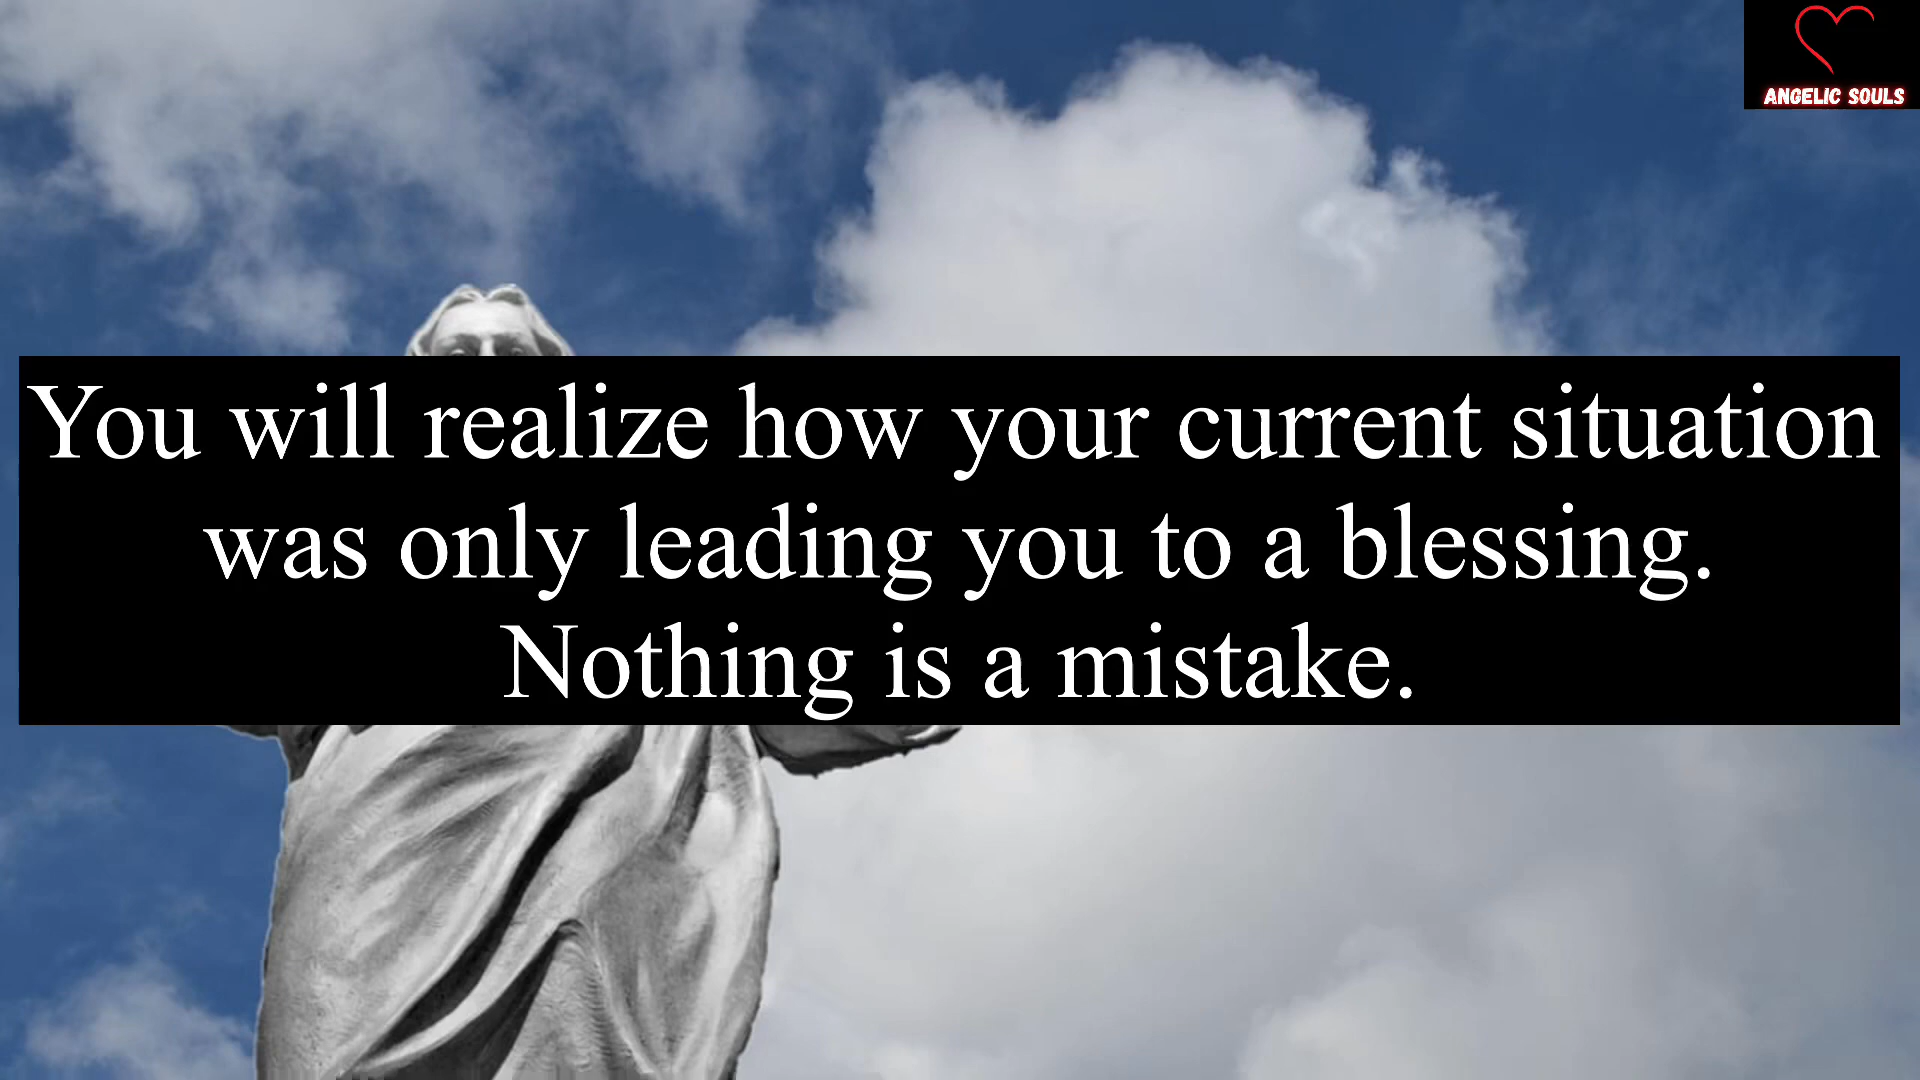 ANGELIC SOULS
You will realize how your current situation
was only leading you to a blessing.
Nothing is a mistake.